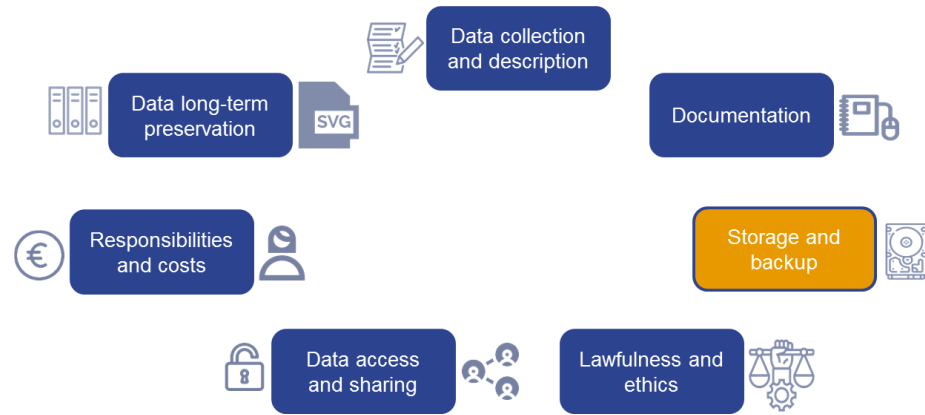 Data collection
and description
Data long-term
preservation
SVG
Documentation
€
Responsibilities
and costs
Storage and
backup
Data access
and sharing
Lawfulness and
ethics